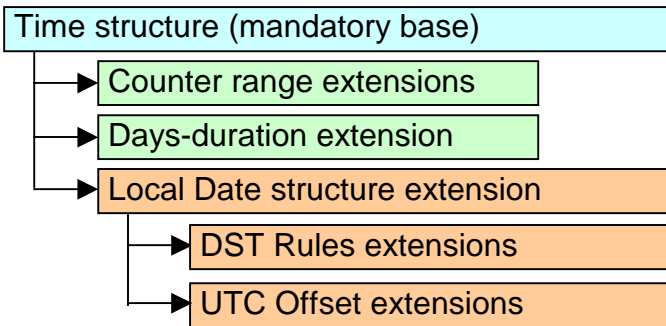 Time structure (mandatory base)
Counter range extensions
Days-duration extension
Local Date structure extension
DST Rules extensions
UTC Offset extensions